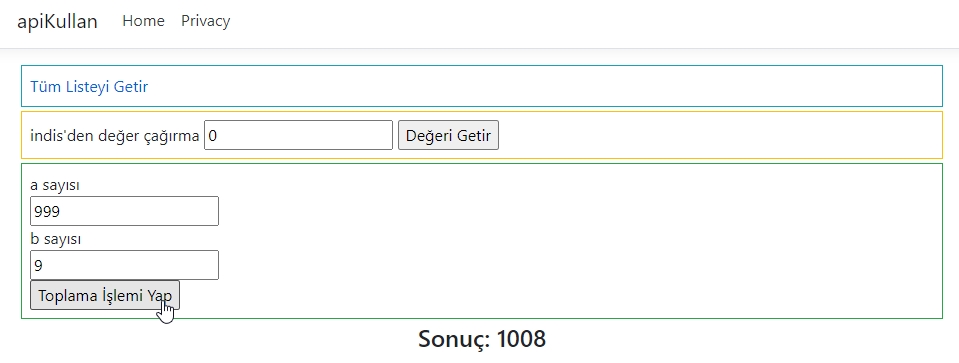 apiKullan Home Privacy
Tüm Listeyi Getir
indis'den değer çağırma 0 Değeri Getir
a sayısı
999
b sayısı
9
Toplama İşlemi Yap
Sonuç: 1008